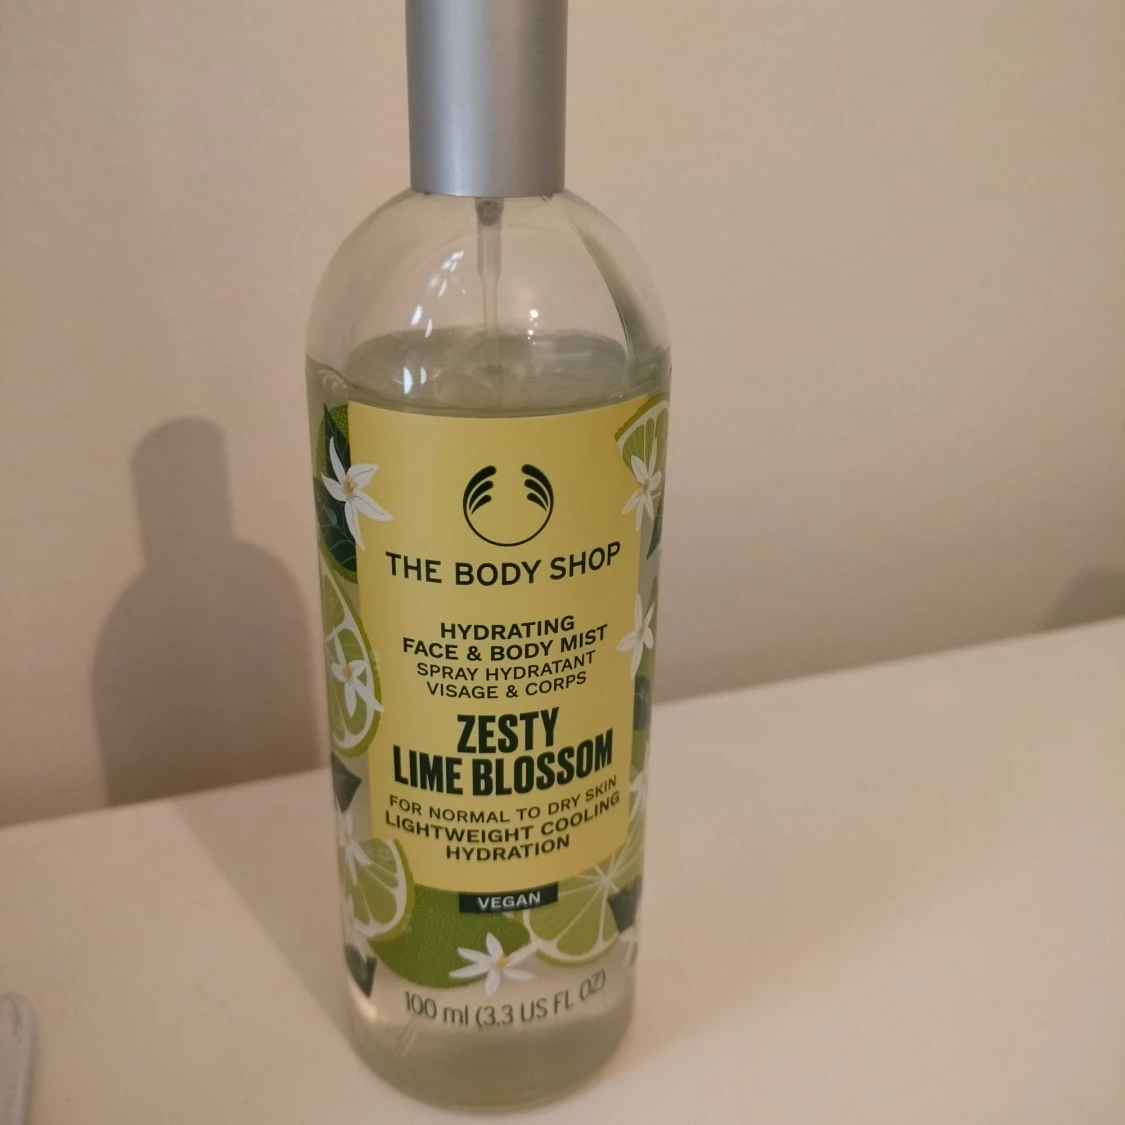 THE BODY SHOP
HYDRATING
FACE & BODY MIST
SPRAY HYDRATANT
VISAGE & CORPS
ZESTY
LIME BLOSSOM
FOR NORMAL TO DRY SKIN
LIGHTWEIGHT COOLING
HYDRATION
VEGAN
100 ml (3.3 US FL OZ)